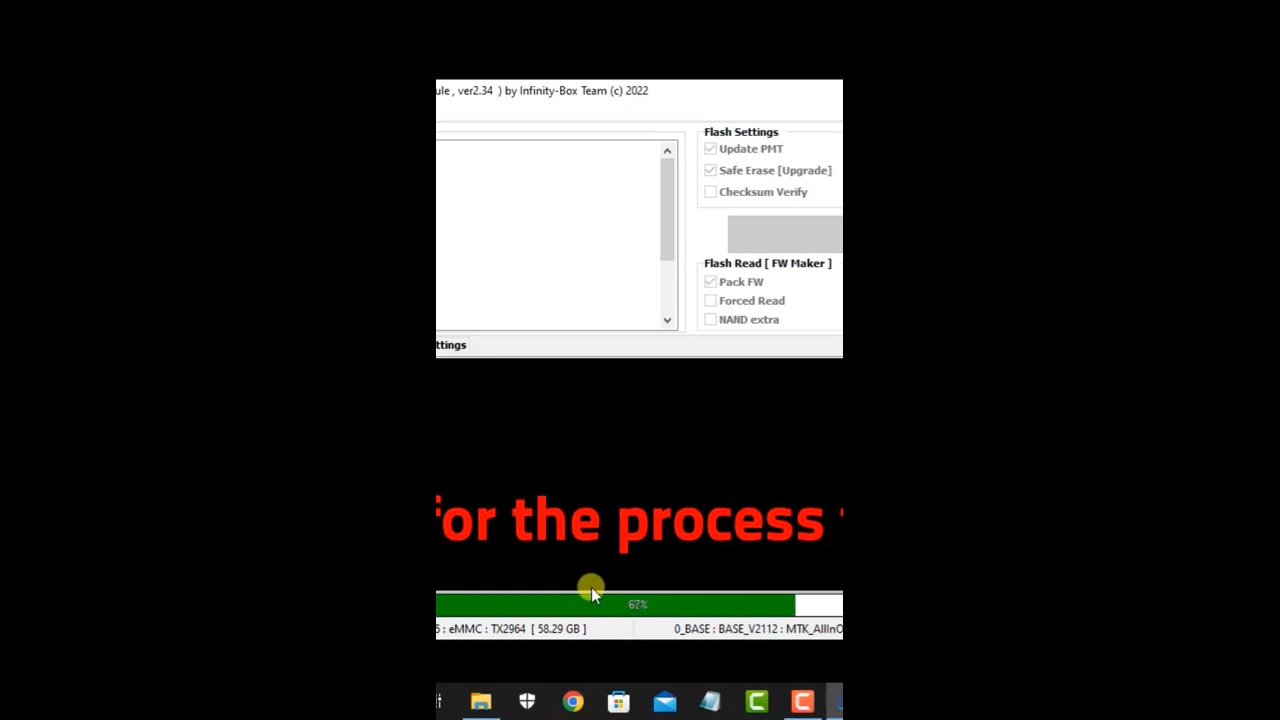 ule , ver2.34 ) by Infinity-Box Team (c) 2022
Flash Settings
Update PMT
Safe Erase [Upgrade]
Checksum Verify
Flash Read [ FW Maker ]
Pack FW
Forced Read
NAND extra
ttings
for the process
67%
: eMMC : TX2964 [ 58.29 GB ]
0_BASE : BASE_V2112 : MTK_AllInO